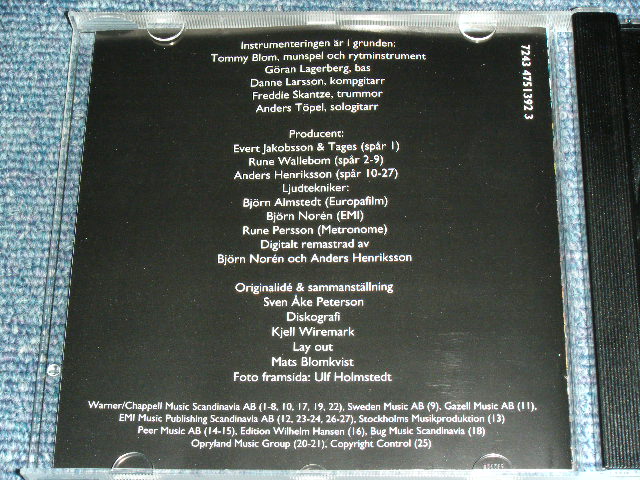 Instrumenteringen är i grunden:
Tommy Blom, munspel och rytminstrument
Göran Lagerberg, bas
Danne Larsson, kompgitarr
Freddie Skantze, trummor
Anders Töpel, sologitarr
Producent:
Evert Jakobsson & Tages (spår 1)
Rune Wallebom (spår 2-9)
Anders Henriksson (spår 10-27)
Ljudtekniker:
Björn Almstedt (Europafilm)
Björn Norén (EMI)
Rune Persson (Metronome)
Digitalt remastrad av
Björn Norén och Anders Henriksson
Originalidé & sammanställning
Sven Åke Peterson
Diskografi
Kjell Wiremark
Lay out
Mats Blomkvist
Foto framsida: Ulf Holmstedt
Warner/Chappell Music Scandinavia AB (1-8, 10, 17, 19, 22), Sweden Music AB (9), Gazell Music AB (11),
EMI Music Publishing Scandinavia AB (12, 23-24, 26-27), Stockholms Musikproduktion (13)
Peer Music AB (14-15), Edition Wilhelm Hansen (16), Bug Music Scandinavia (18)
Opryland Music Group (20-21), Copyright Control (25)
7243 4751392 3